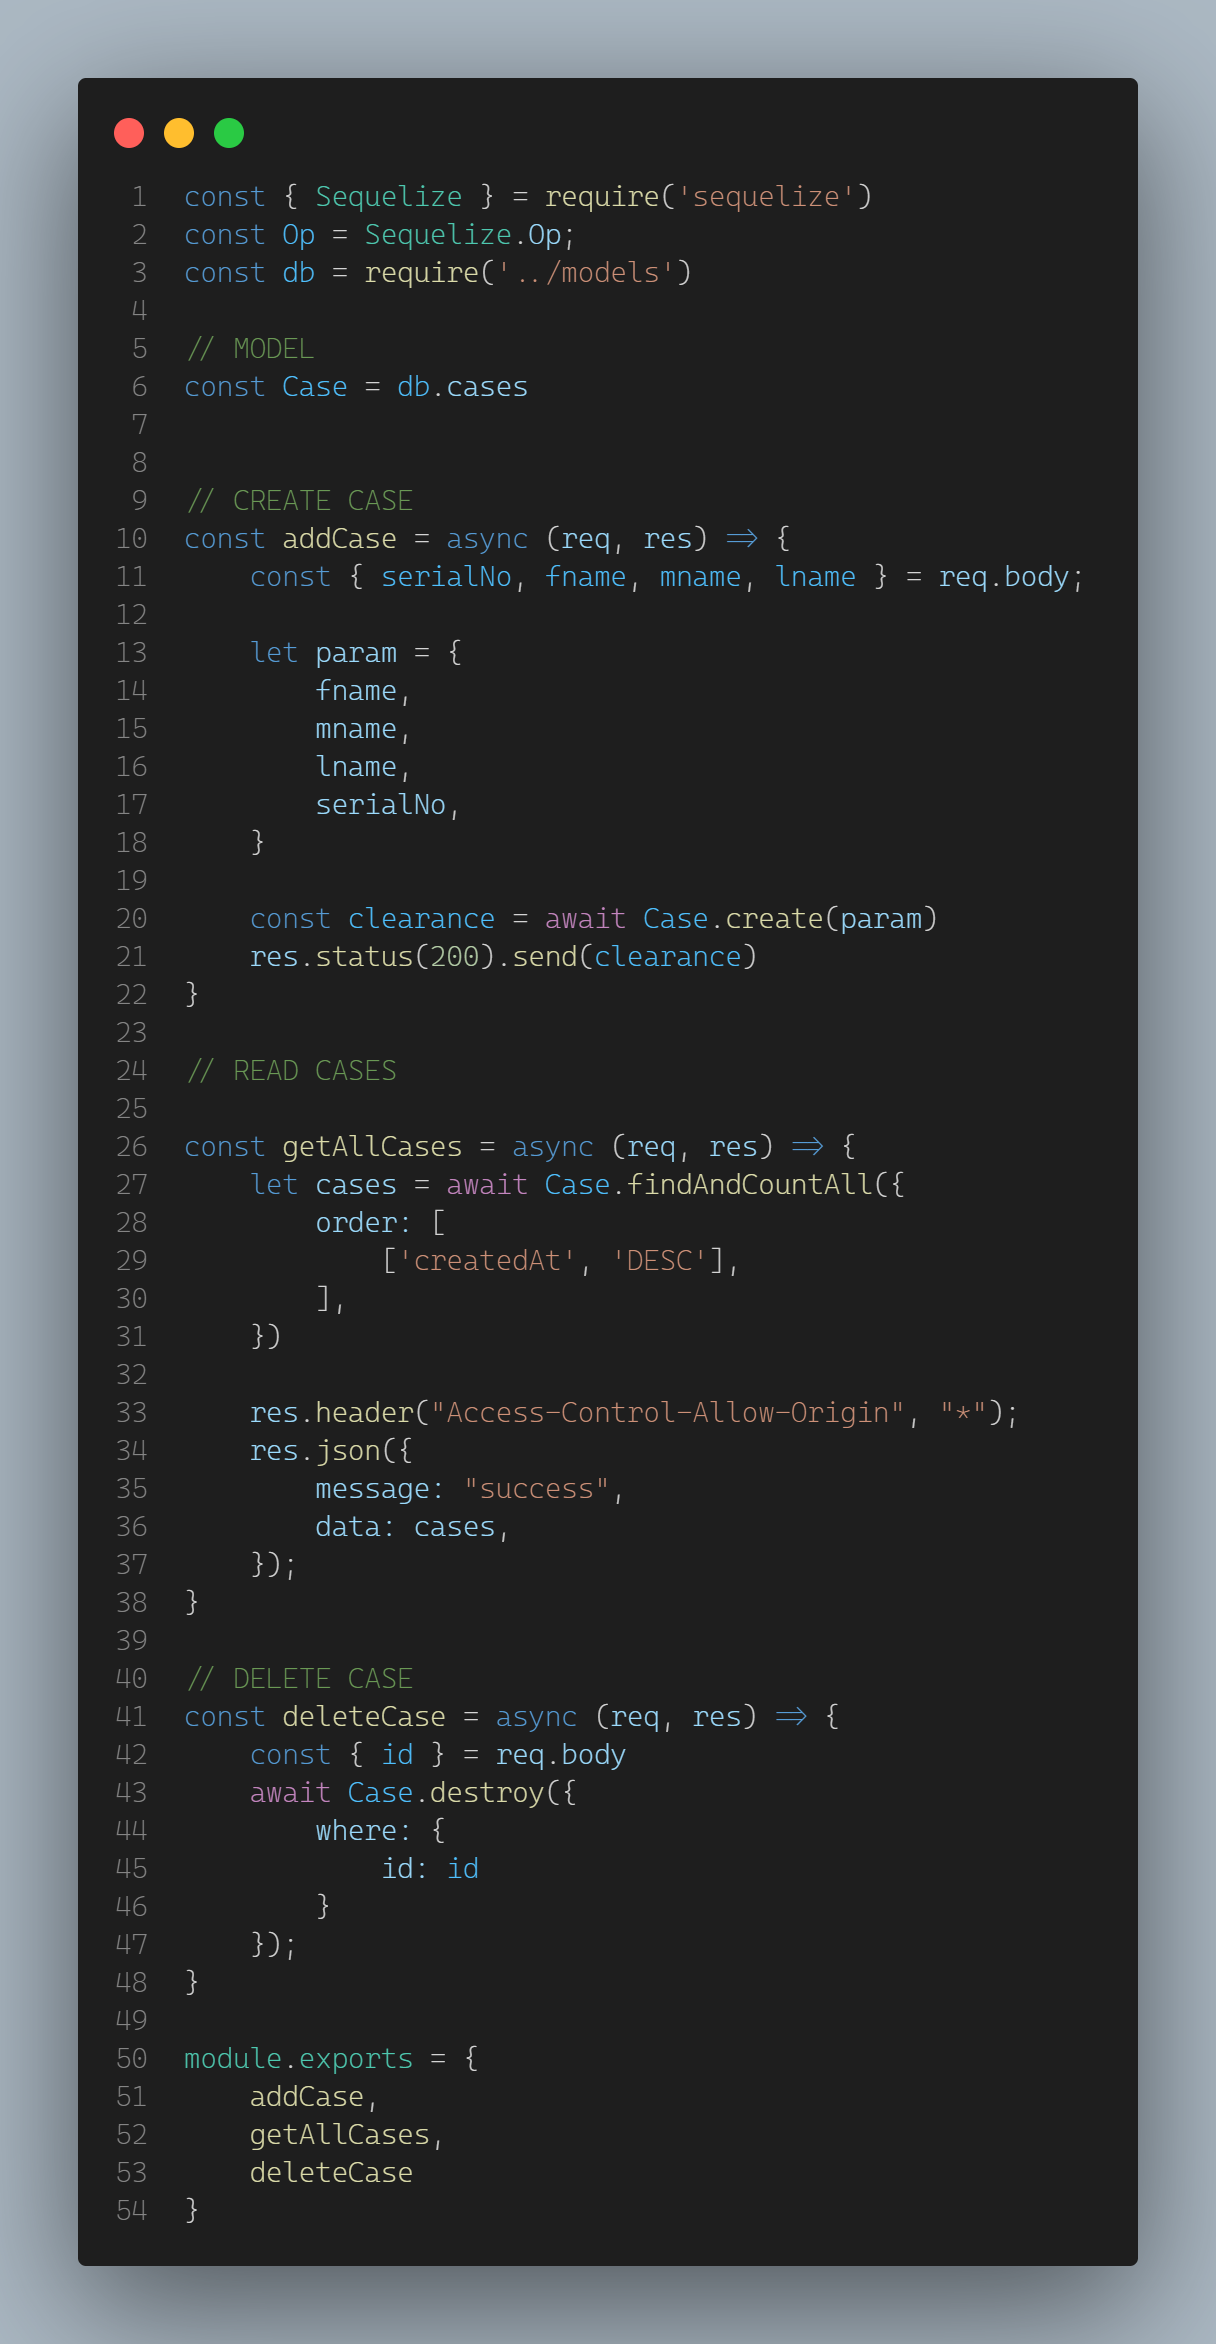 1 const { Sequelize } = require('sequelize')
2 const Op = Sequelize.Op;
3 const db = require('../models')
4
5 // MODEL
6 const Case = db.cases
7
8
9 // CREATE CASE
10 const addCase = async (req, res) => {
11     const { serialNo, fname, mname, lname } = req.body;
12
13     let param = {
14         fname,
15         mname,
16         lname,
17         serialNo,
18     }
19
20     const clearance = await Case.create(param)
21     res.status(200).send(clearance)
22 }
23
24 // READ CASES
25
26 const getAllCases = async (req, res) => {
27     let cases = await Case.findAndCountAll({
28         order: [
29             ['createdAt', 'DESC'],
30         ],
31     })
32
33     res.header("Access-Control-Allow-Origin", "*");
34     res.json({
35         message: "success",
36         data: cases,
37     });
38 }
39
40 // DELETE CASE
41 const deleteCase = async (req, res) => {
42     const { id } = req.body
43     await Case.destroy({
44         where: {
45             id: id
46         }
47     });
48 }
49
50 module.exports = {
51     addCase,
52     getAllCases,
53     deleteCase
54 }